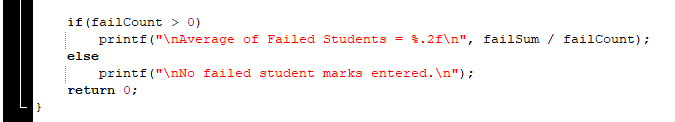 if(failCount > 0)
printf("\nAverage of Failed Students = %.2f\n", failSum / failCount);
else
printf("\nNo failed student marks entered.\n");
return 0;
}